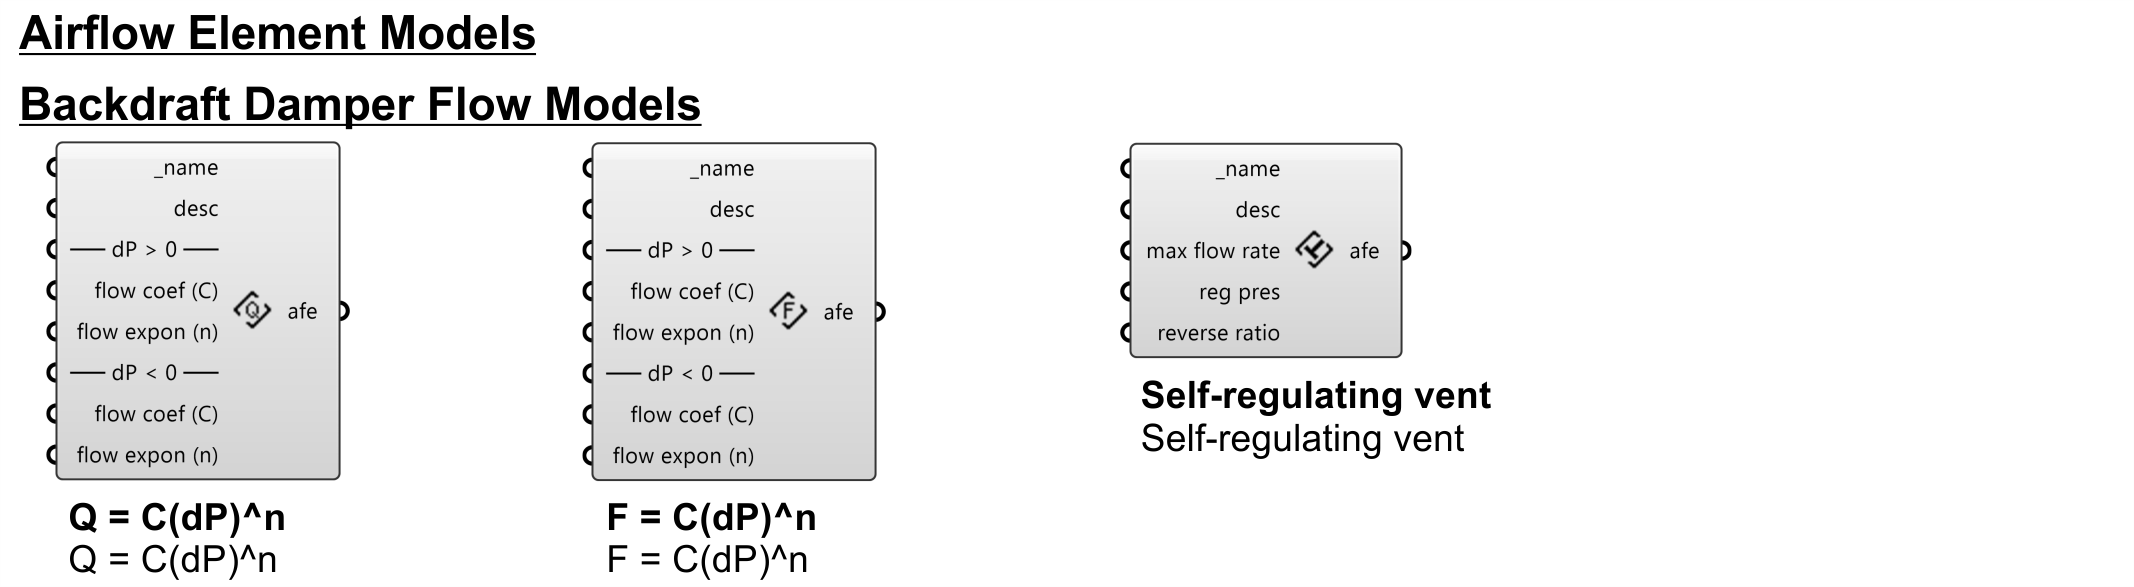 Airflow Element Models
Backdraft Damper Flow Models
_name
desc
dP > 0
flow coef (C)
flow expon (n)
dP < 0
flow coef (C)
flow expon (n)
Q
afe
Q = C(dP)^n
Q = C(dP)^n
_name
desc
dP > 0
flow coef (C)
flow expon (n)
dP < 0
flow coef (C)
flow expon (n)
F
afe
F = C(dP)^n
F = C(dP)^n
_name
desc
max flow rate
reg pres
reverse ratio
afe
Self-regulating vent
Self-regulating vent